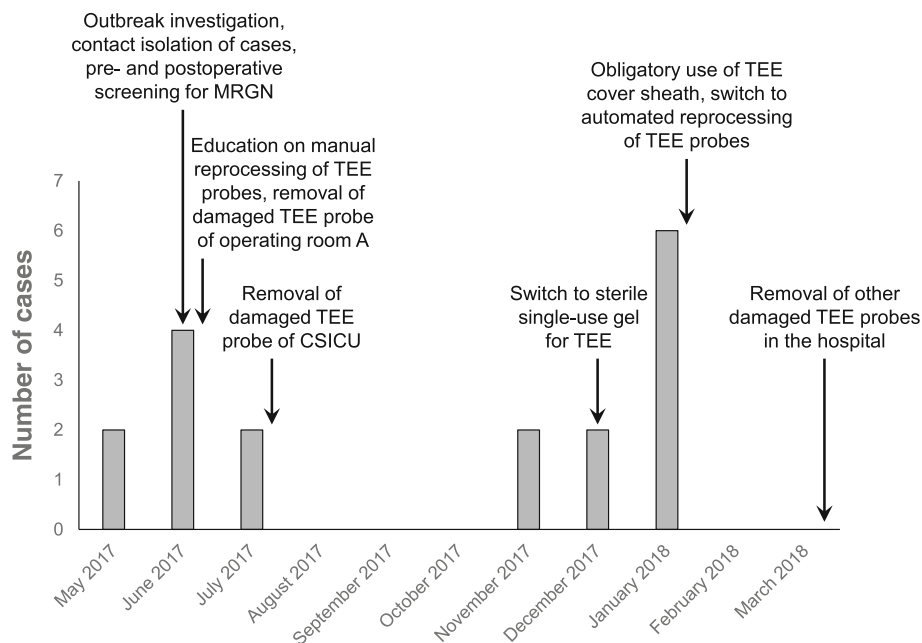 Outbreak investigation,
contact isolation of cases,
pre- and postoperative
screening for MRGN
Education on manual
reprocessing of TEE
probes, removal of
damaged TEE probe
of operating room A
Removal of
damaged TEE
probe of CSICU
Switch to sterile
single-use gel
for TEE
Obligatory use of TEE
cover sheath, switch to
automated reprocessing
of TEE probes
Removal of other
damaged TEE probes
in the hospital
Number of cases
7
6
5
4
3
2
1
0
May 2017
June 2017
July 2017
August 2017
September 2017
October 2017
November 2017
December 2017
January 2018
February 2018
March 2018